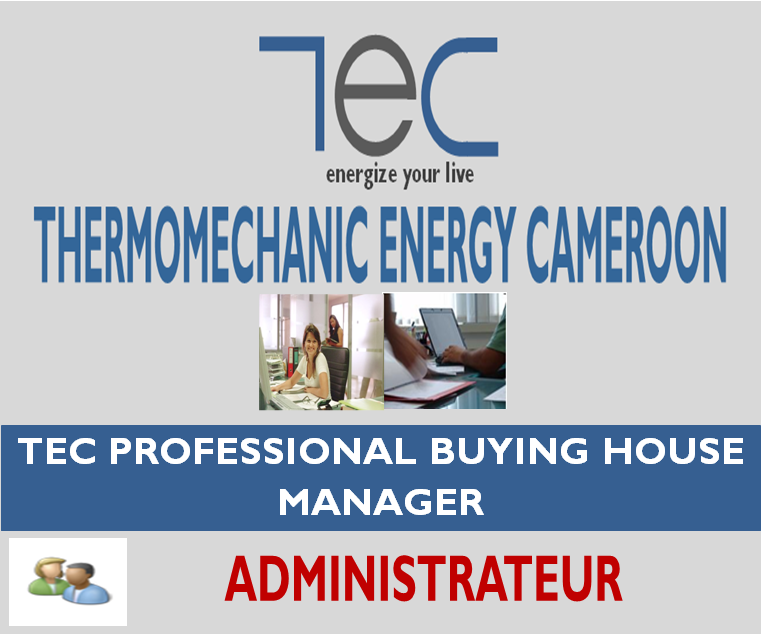 TEC
energize your live
THERMOMECHANIC ENERGY CAMEROON
TEC PROFESSIONAL BUYING HOUSE
MANAGER
ADMINISTRATEUR